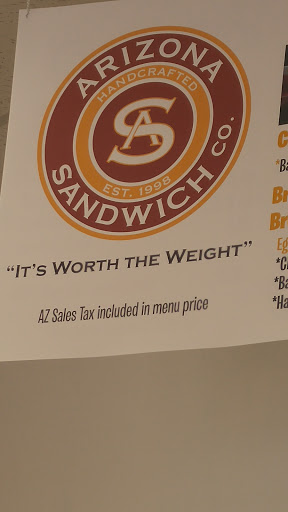 ARIZONA
HANDCRAFTED
SA
EST. 1998
SANDWICH CO.
“IT’S WORTH THE WEIGHT”
AZ Sales Tax included in menu price